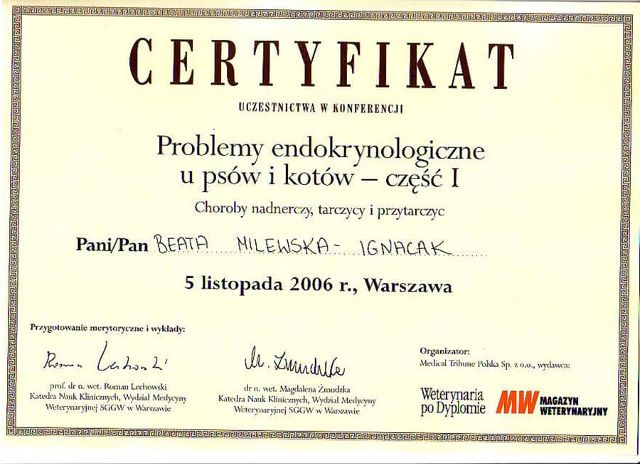 CERTYFIKAT
UCZESTNICTWA W KONFERENCJI
Problemy endokrynologiczne
u psów i kotów – część I
Choroby nadnerczy, tarczycy i przytarczyc
Pani/Pan BEATA MILEWSKA-IGNACAK
5 listopada 2006 r., Warszawa
Przygotowanie merytoryczne i wykłady:
Roman Lechowski
prof. dr n. wet. Roman Lechowski
Katedra Nauk Klinicznych, Wydział Medycyny
Weterynaryjnej SGGW w Warszawie
M. Żmudzka
dr n. wet. Magdalena Żmudzka
Katedra Nauk Klinicznych, Wydział Medycyny
Weterynaryjnej SGGW w Warszawie
Organizator:
Medical Tribune Polska Sp. z o.o., wydawca:
Weterynaria
po Dyplomie
MW MAGAZYN
WETERYNARYJNY